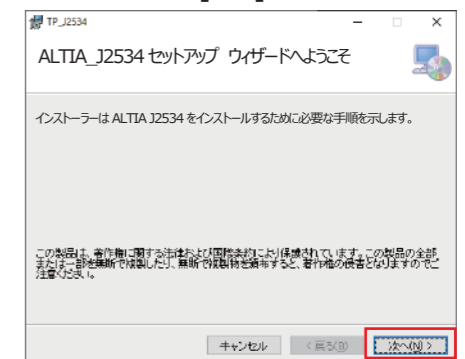 TP_J2534
ALTIA_J2534 セットアップ ウィザードへようこそ
インストーラーは ALTIA J2534 をインストールするために必要な手順を示します。
この製品は、著作権に関する法律および国際条約により保護されています。この製品の全部
または一部を無断で複製したり、無断で複製物を頒布すると、著作権の侵害となりますのでご
注意ください。
キャンセル
< 戻る(B)
次へ(N) >